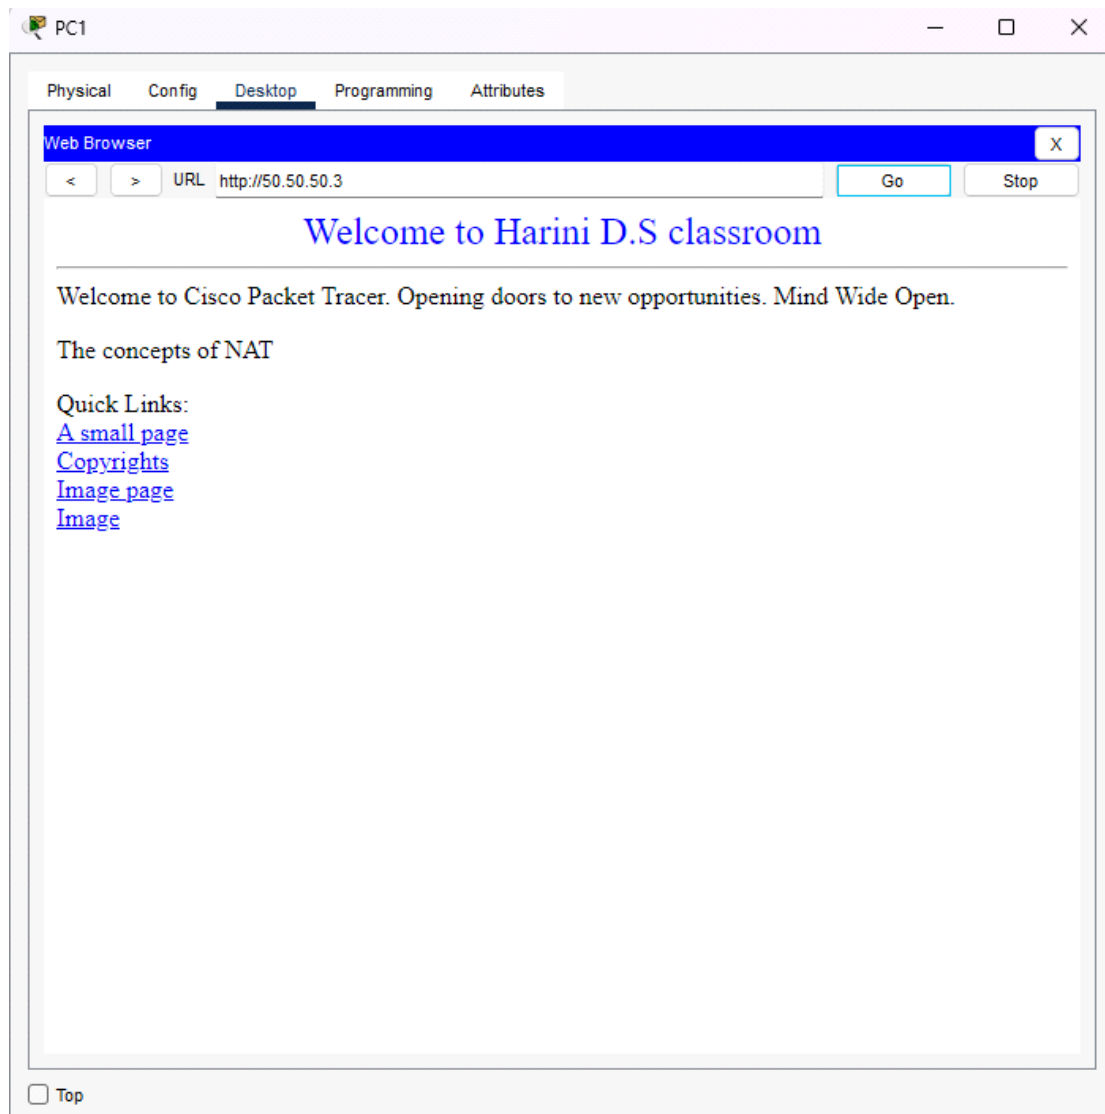 PC1
Physical Config Desktop Programming Attributes
Web Browser X
< > URL http://50.50.50.3 Go Stop
Welcome to Harini D.S classroom
Welcome to Cisco Packet Tracer. Opening doors to new opportunities. Mind Wide Open.
The concepts of NAT
Quick Links:
A small page
Copyrights
Image page
Image
Top